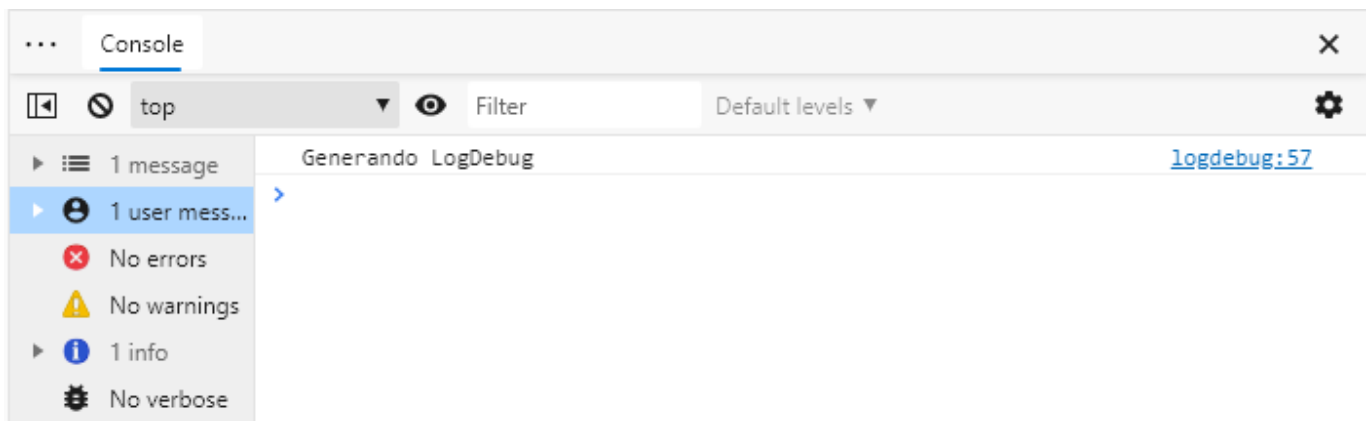 ... Console
top Filter Default levels
1 message Generando LogDebug logdebug:57
1 user mess... >
No errors
No warnings
1 info
No verbose